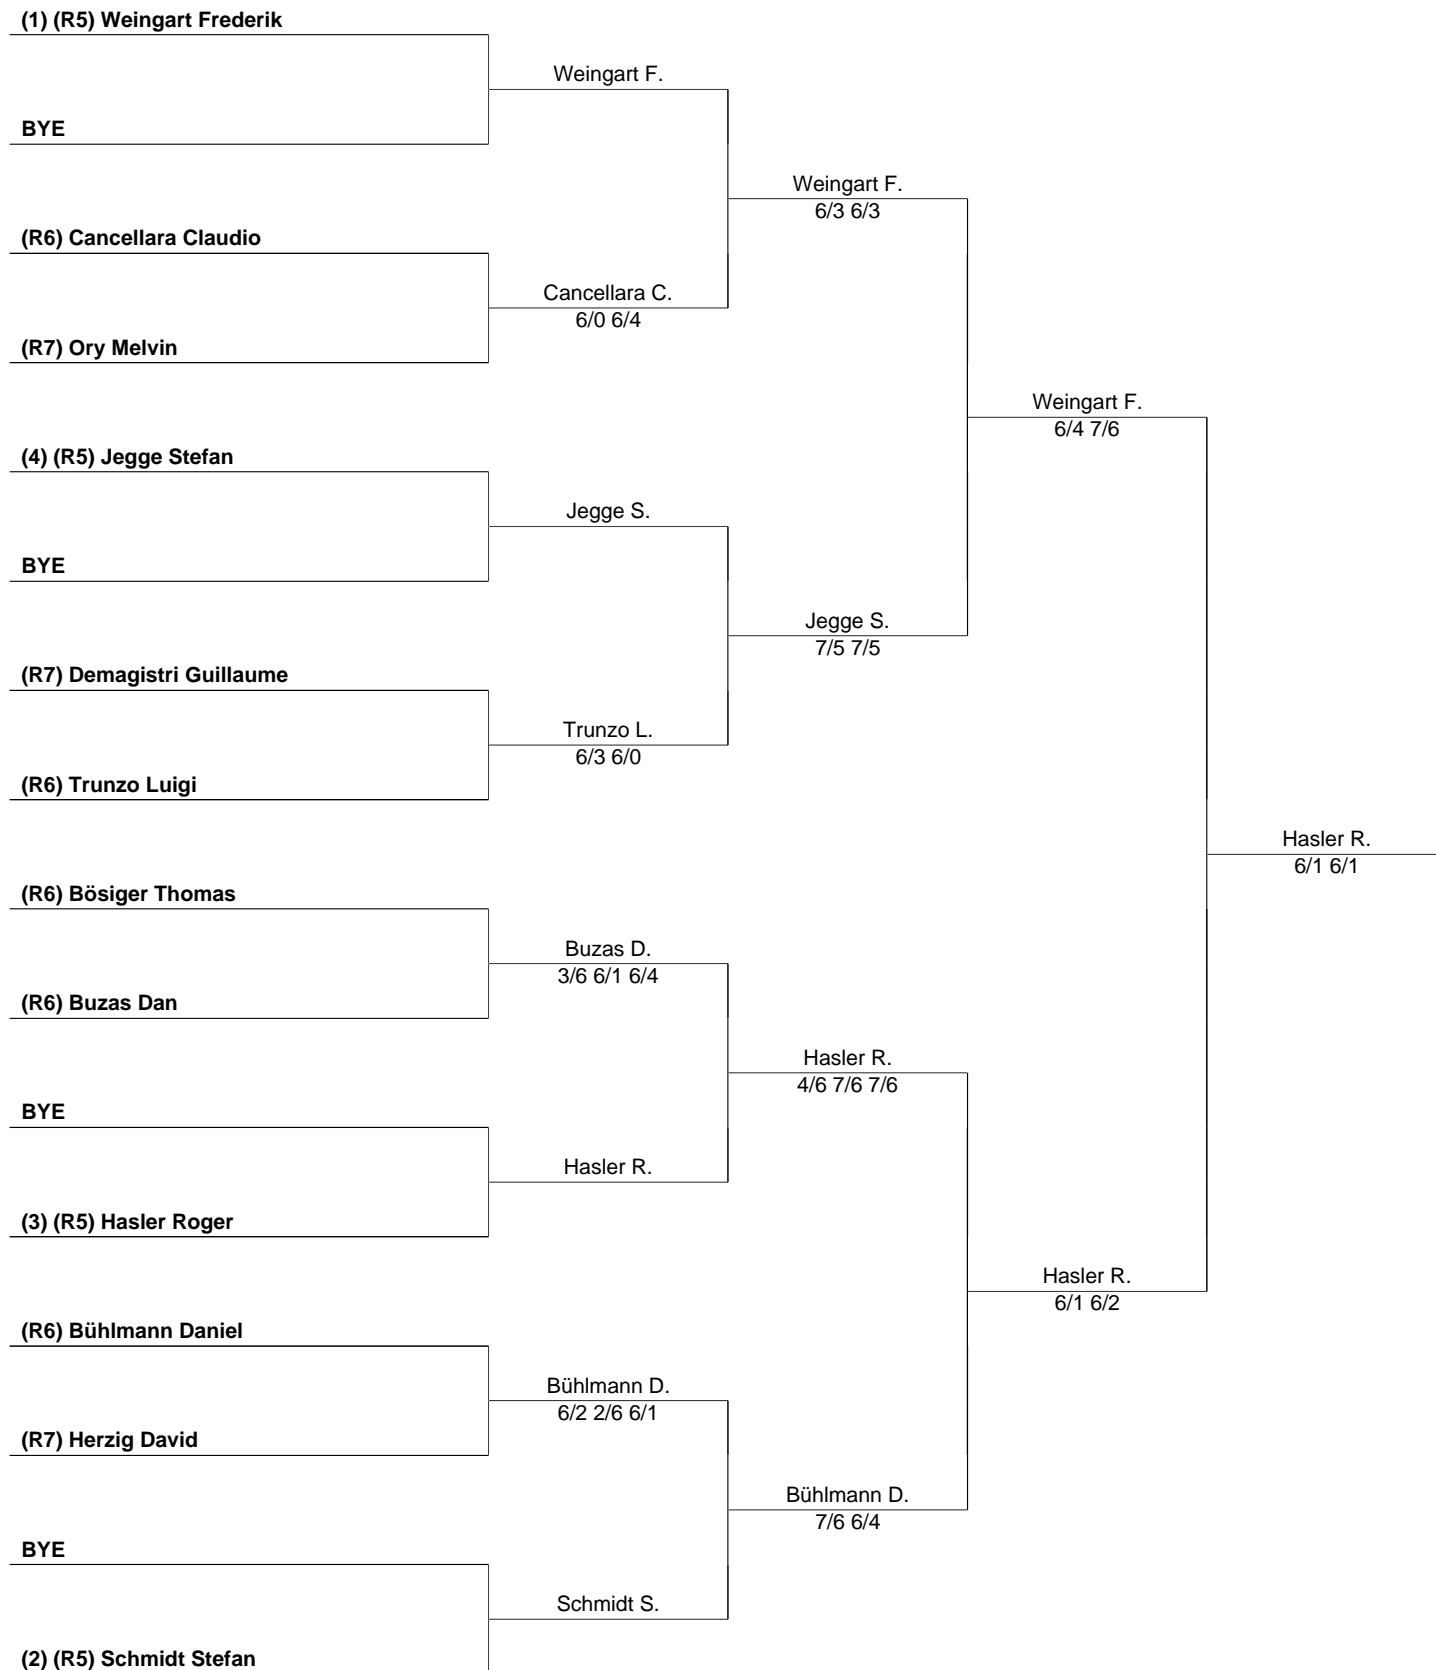 (1) (R5) Weingart Frederik
Weingart F.
BYE
Weingart F.
6/3 6/3
(R6) Cancellara Claudio
Cancellara C.
6/0 6/4
(R7) Ory Melvin
Weingart F.
6/4 7/6
(4) (R5) Jegge Stefan
Jegge S.
BYE
Jegge S.
7/5 7/5
(R7) Demagistri Guillaume
Trunzo L.
6/3 6/0
(R6) Trunzo Luigi
Hasler R.
6/1 6/1
(R6) Bösiger Thomas
Buzas D.
3/6 6/1 6/4
(R6) Buzas Dan
Hasler R.
4/6 7/6 7/6
BYE
Hasler R.
(3) (R5) Hasler Roger
Hasler R.
6/1 6/2
(R6) Bühlmann Daniel
Bühlmann D.
6/2 2/6 6/1
(R7) Herzig David
Bühlmann D.
7/6 6/4
BYE
Schmidt S.
(2) (R5) Schmidt Stefan